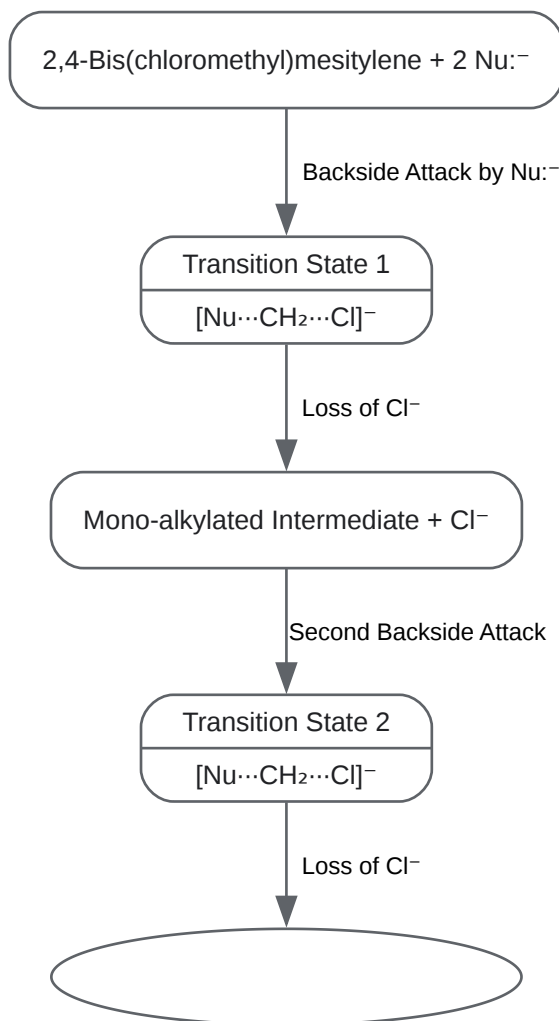 2,4-Bis(chloromethyl)mesitylene + 2 Nu:⁻
Backside Attack by Nu:⁻
Transition State 1
[Nu···CH₂···Cl]⁻
Loss of Cl⁻
Mono-alkylated Intermediate + Cl⁻
Second Backside Attack
Transition State 2
[Nu···CH₂···Cl]⁻
Loss of Cl⁻